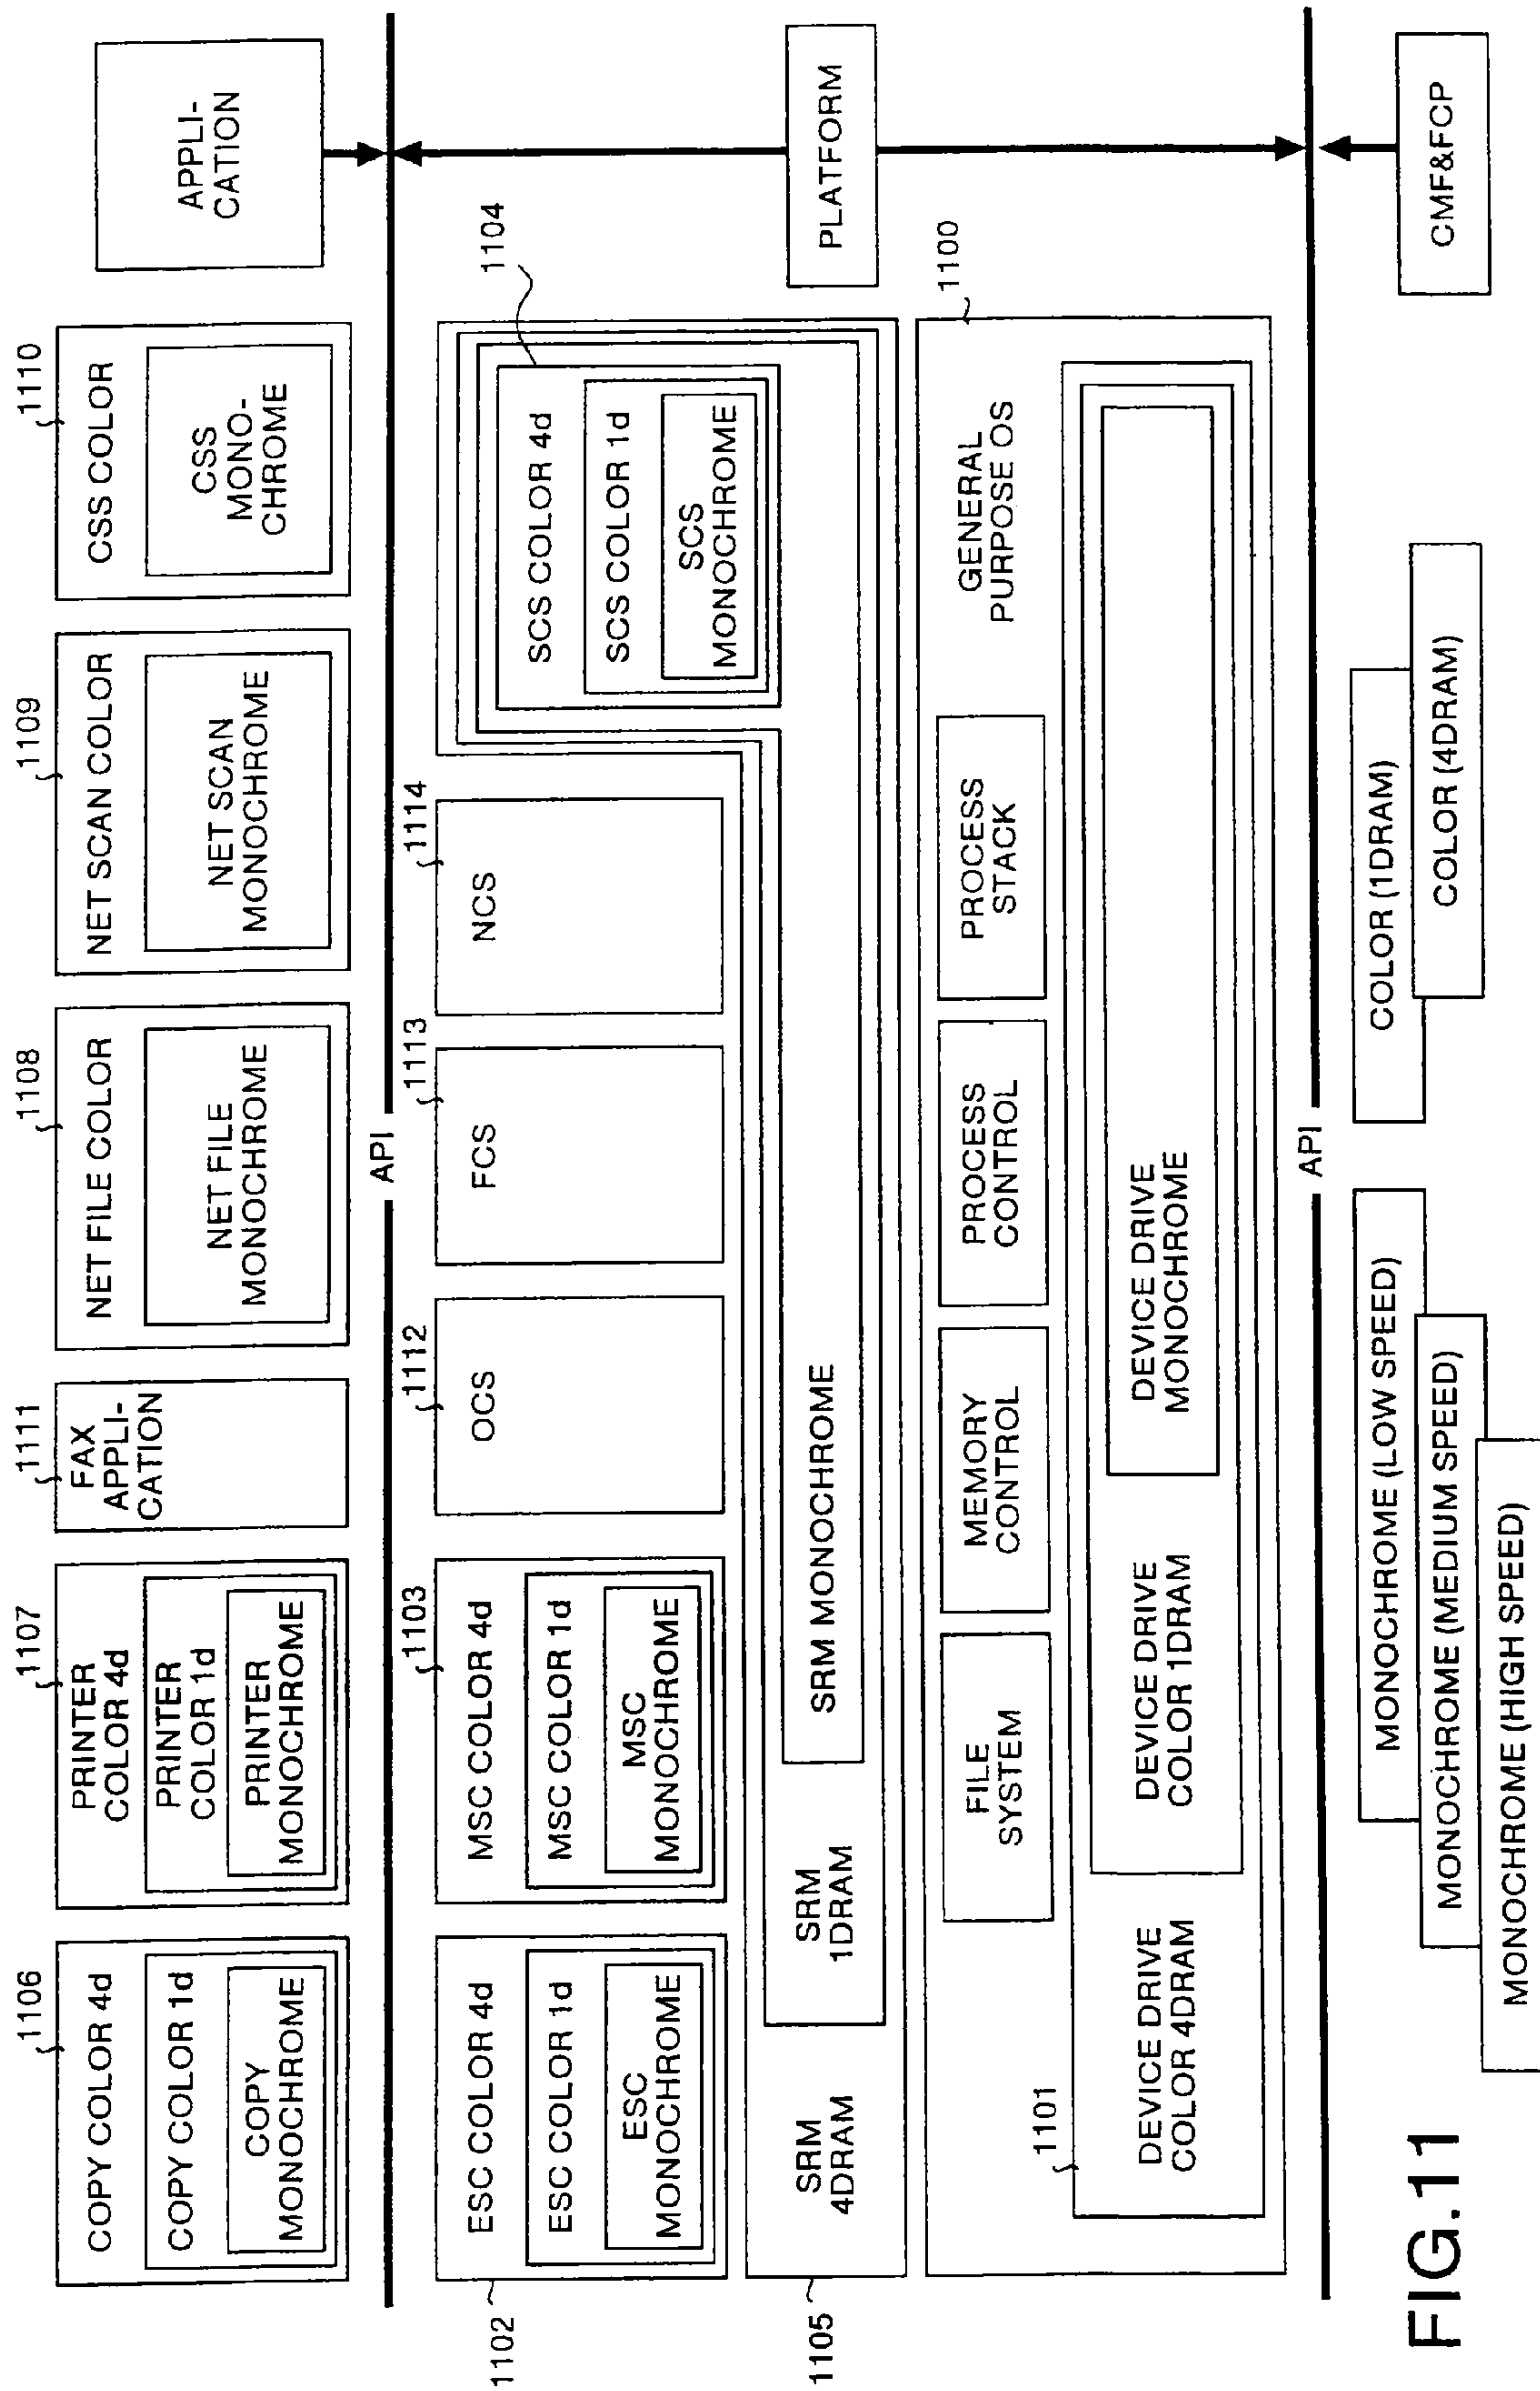 1106
COPY COLOR 4d
COPY COLOR 1d
COPY
MONOCHROME
1107
PRINTER
COLOR 4d
PRINTER
COLOR 1d
PRINTER
MONOCHROME
1111
FAX
APPLI-
CATION
1108
NET FILE COLOR
NET FILE
MONOCHROME
1109
NET SCAN COLOR
NET SCAN
MONOCHROME
1110
CSS COLOR
CSS
MONO-
CHROME
APPLI-
CATION
API
1102
ESC COLOR 4d
ESC COLOR 1d
ESC
MONOCHROME
1103
MSC COLOR 4d
MSC COLOR 1d
MSC
MONOCHROME
1112
OCS
1113
FCS
1114
NCS
1104
SCS COLOR 4d
SCS COLOR 1d
SCS
MONOCHROME
1105
SRM
4DRAM
SRM
1DRAM
SRM MONOCHROME
PLATFORM
1100
FILE
SYSTEM
MEMORY
CONTROL
PROCESS
CONTROL
PROCESS
STACK
GENERAL
PURPOSE OS
1101
DEVICE DRIVE
COLOR 4DRAM
DEVICE DRIVE
COLOR 1DRAM
DEVICE DRIVE
MONOCHROME
API
MONOCHROME (LOW SPEED)
MONOCHROME (MEDIUM SPEED)
MONOCHROME (HIGH SPEED)
COLOR (1DRAM)
COLOR (4DRAM)
CMF&FCP
FIG.11